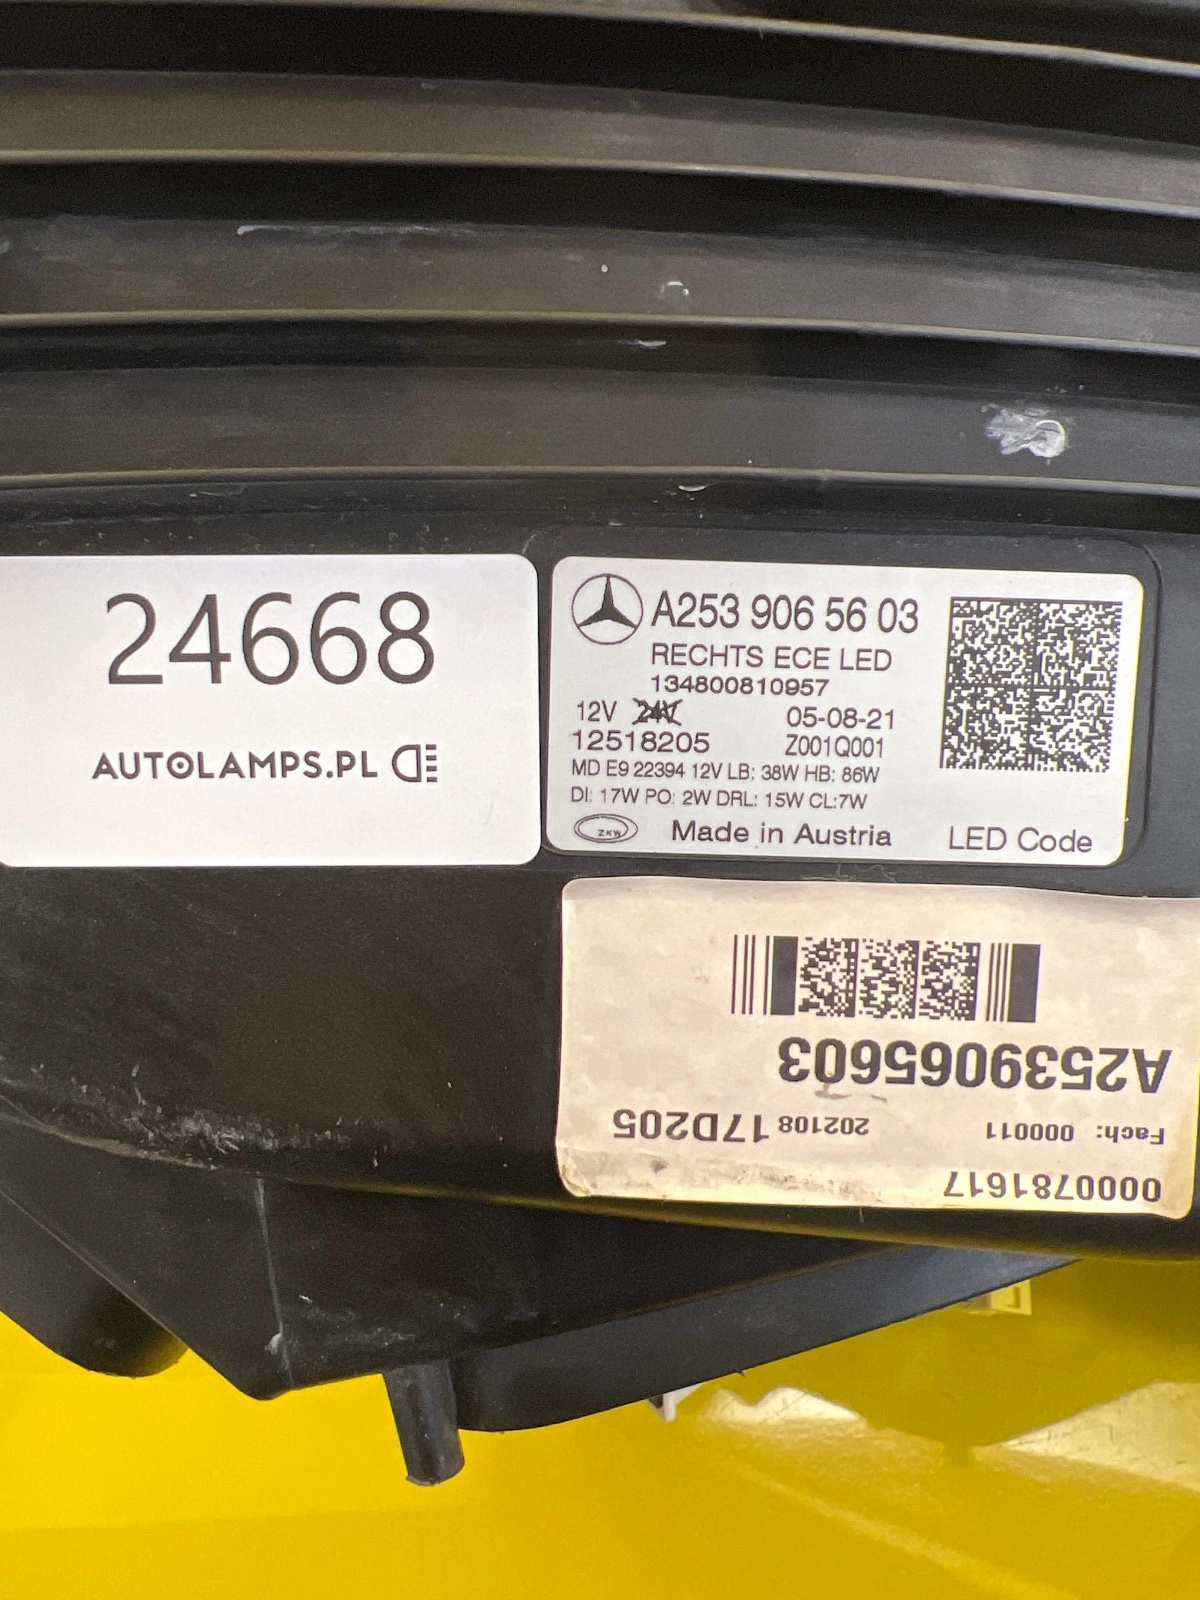 24668
AUTOLAMPS.PL
A253 906 56 03
RECHTS ECE LED
134800810957
12V 24V 05-08-21
12518205 Z001Q001
MD E9 22394 12V LB: 38W HB: 86W
DI: 17W PO: 2W DRL: 15W CL:7W
ZKW Made in Austria LED Code
0000781617
Fach: 000011 202108 17D205
A2539065603